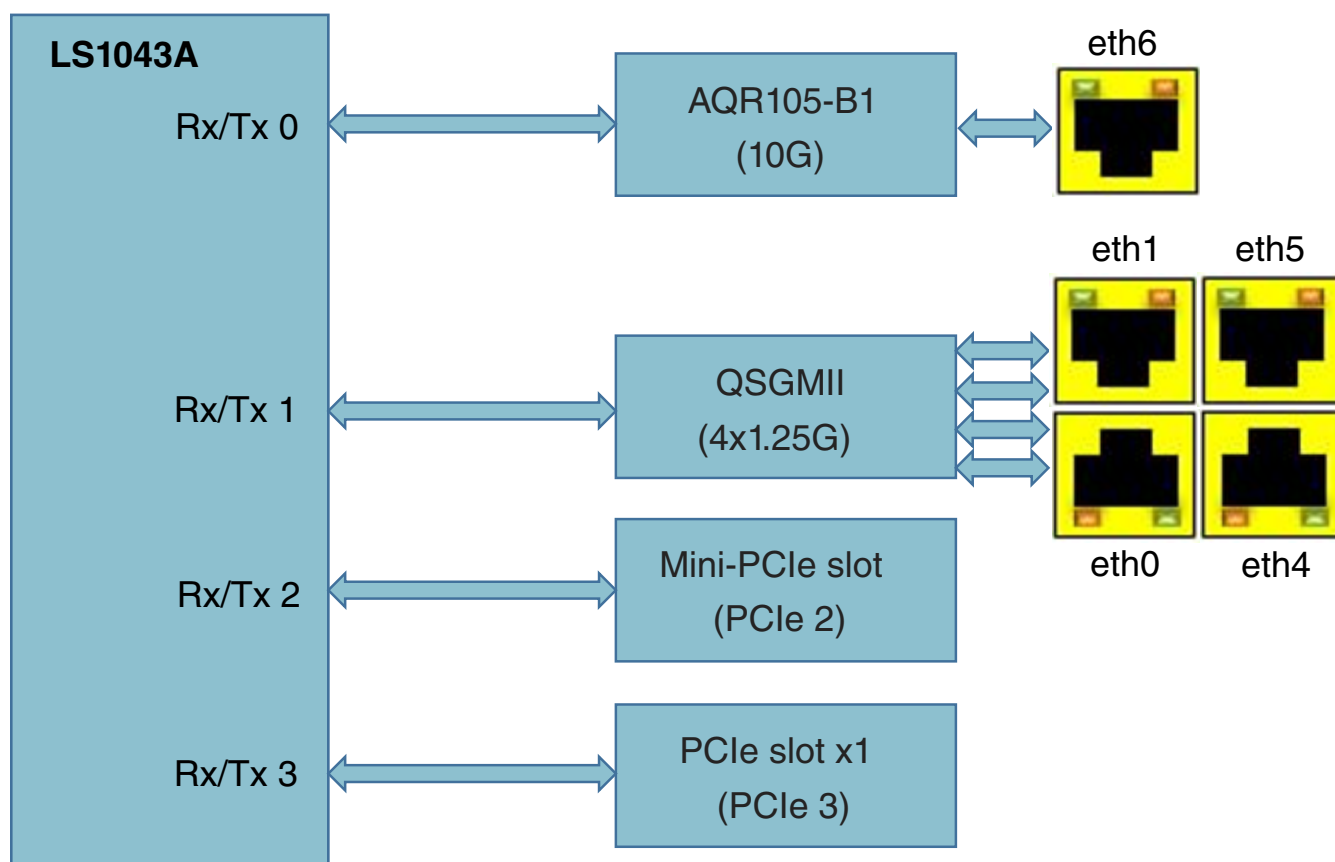 LS1043A
Rx/Tx 0
AQR105-B1
(10G)
eth6
eth1
eth5
Rx/Tx 1
QSGMII
(4x1.25G)
eth0
eth4
Rx/Tx 2
Mini-PCIe slot
(PCIe 2)
Rx/Tx 3
PCIe slot x1
(PCIe 3)